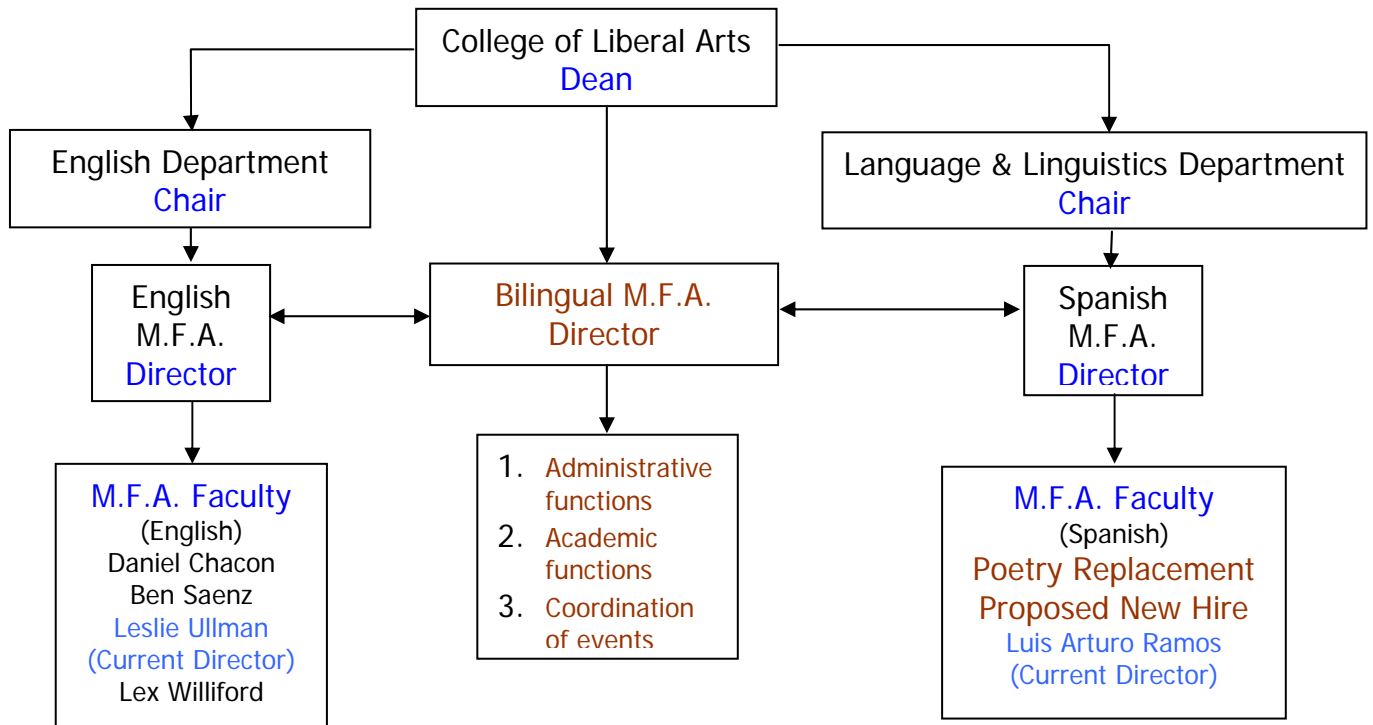 College of Liberal Arts
Dean
English Department
Chair
Language & Linguistics Department
Chair
English
M.F.A.
Director
Bilingual M.F.A.
Director
Spanish
M.F.A.
Director
M.F.A. Faculty
(English)
Daniel Chacon
Ben Saenz
Leslie Ullman
(Current Director)
Lex Williford
1. Administrative
functions
2. Academic
functions
3. Coordination
of events
M.F.A. Faculty
(Spanish)
Poetry Replacement
Proposed New Hire
Luis Arturo Ramos
(Current Director)